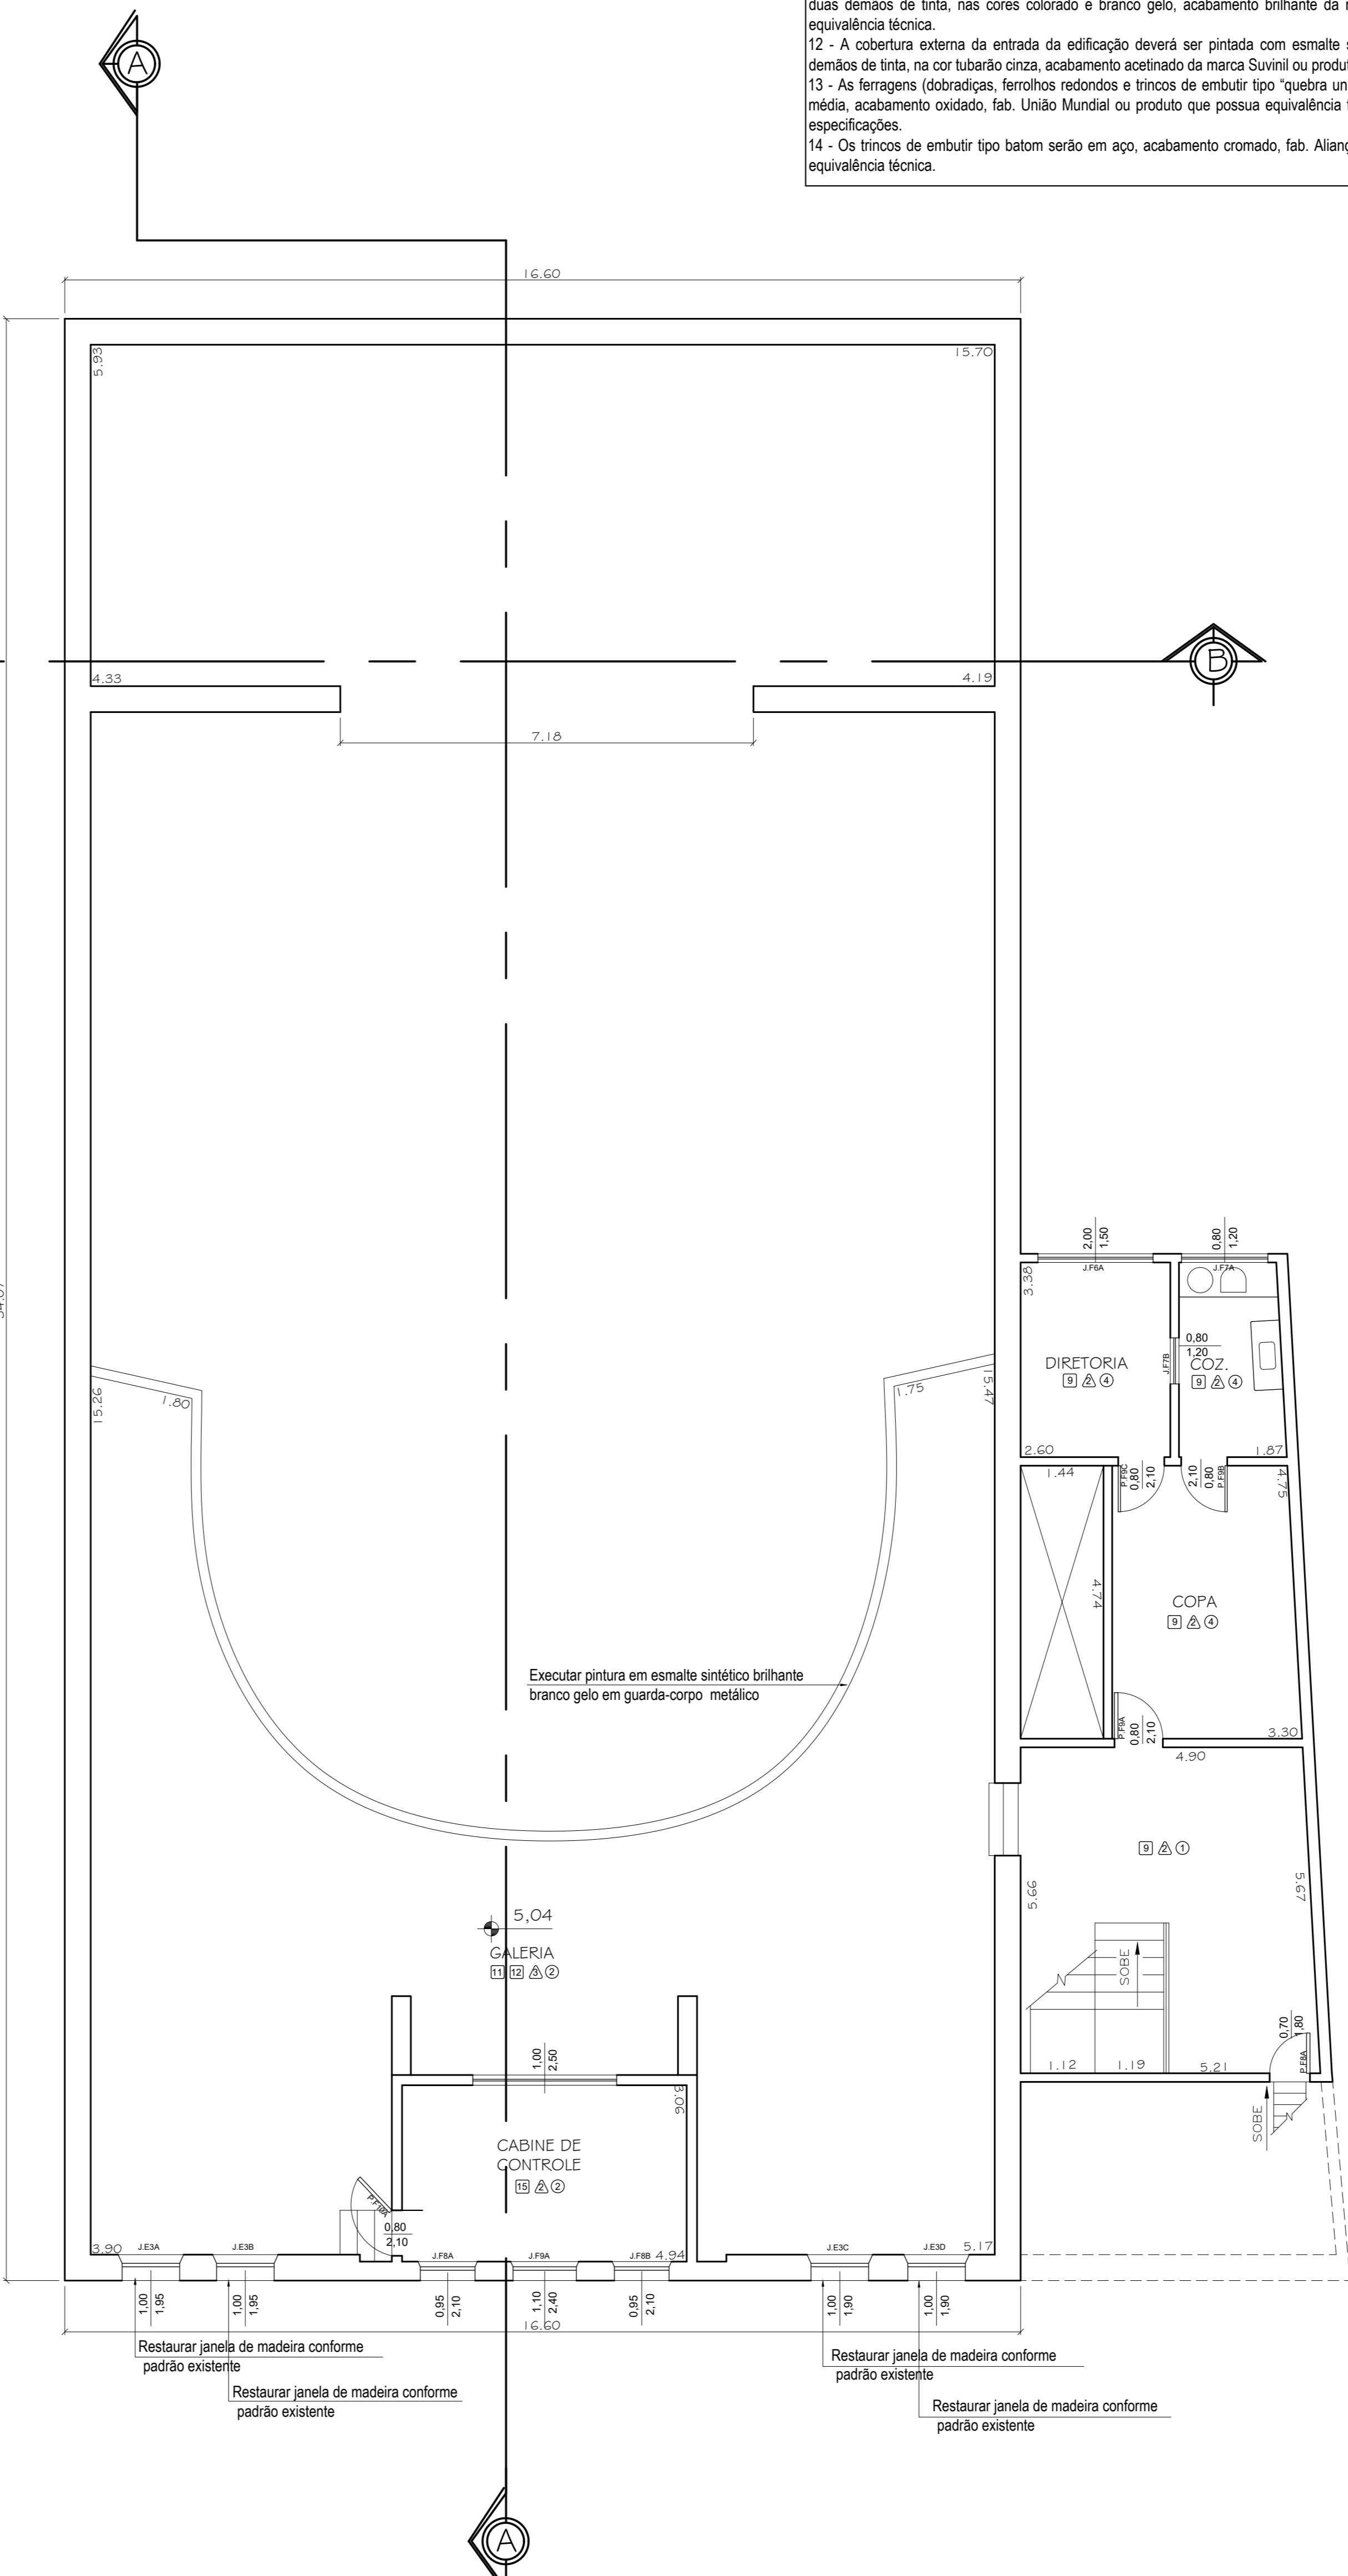 duas demãos de tinta, nas cores colorado e branco gelo, acabamento brilhante da
equivalência técnica.
12 - A cobertura externa da entrada da edificação deverá ser pintada com esmalte
demãos de tinta, na cor tubarão cinza, acabamento acetinado da marca Suvinil ou
13 - As ferragens (dobradiças, ferrolhos redondos e trincos de embutir tipo “quebra
média, acabamento oxidado, fab. União Mundial ou produto que possua equivalência
especificações.
14 - Os trincos de embutir tipo batom serão em aço, acabamento cromado, fab.
equivalência técnica.
A
16.60
5.93
15.70
B
4.33
4.19
7.18
2,00
1,50
0,80
1,20
J.F6A
J.F7A
3.38
0,80
1,20
J.F7B
DIRETORIA
9 2 4
COZ.
9 2 4
15.26
1.80
1.75
15.47
2.60
1.87
1.44
P.F9C
0,80
2,10
2,10
0,80
P.F9B
4.75
4.74
COPA
9 2 4
Executar pintura em esmalte sintético brilhante
branco gelo em guarda-corpo metálico
P.F9A
0,80
2,10
3.30
4.90
9 2 1
5.66
5.67
5,04
GALERIA
11 12 3 2
SOBE
N
1,00
2,50
1.12
1.19
5.21
0,70
1,80
P.F8A
3.06
SOBE
N
CABINE DE
CONTROLE
15 2 2
P.F10A
0,80
2,10
3.90
J.E3A
J.E3B
J.F8A
J.F9A
J.F8B
4.94
J.E3C
J.E3D
5.17
1,00
1,95
1,00
1,95
0,95
2,10
1,10
2,40
0,95
2,10
1,00
1,90
1,00
1,90
16.60
Restaurar janela de madeira conforme
padrão existente
Restaurar janela de madeira conforme
padrão existente
Restaurar janela de madeira conforme
padrão existente
Restaurar janela de madeira conforme
padrão existente
A